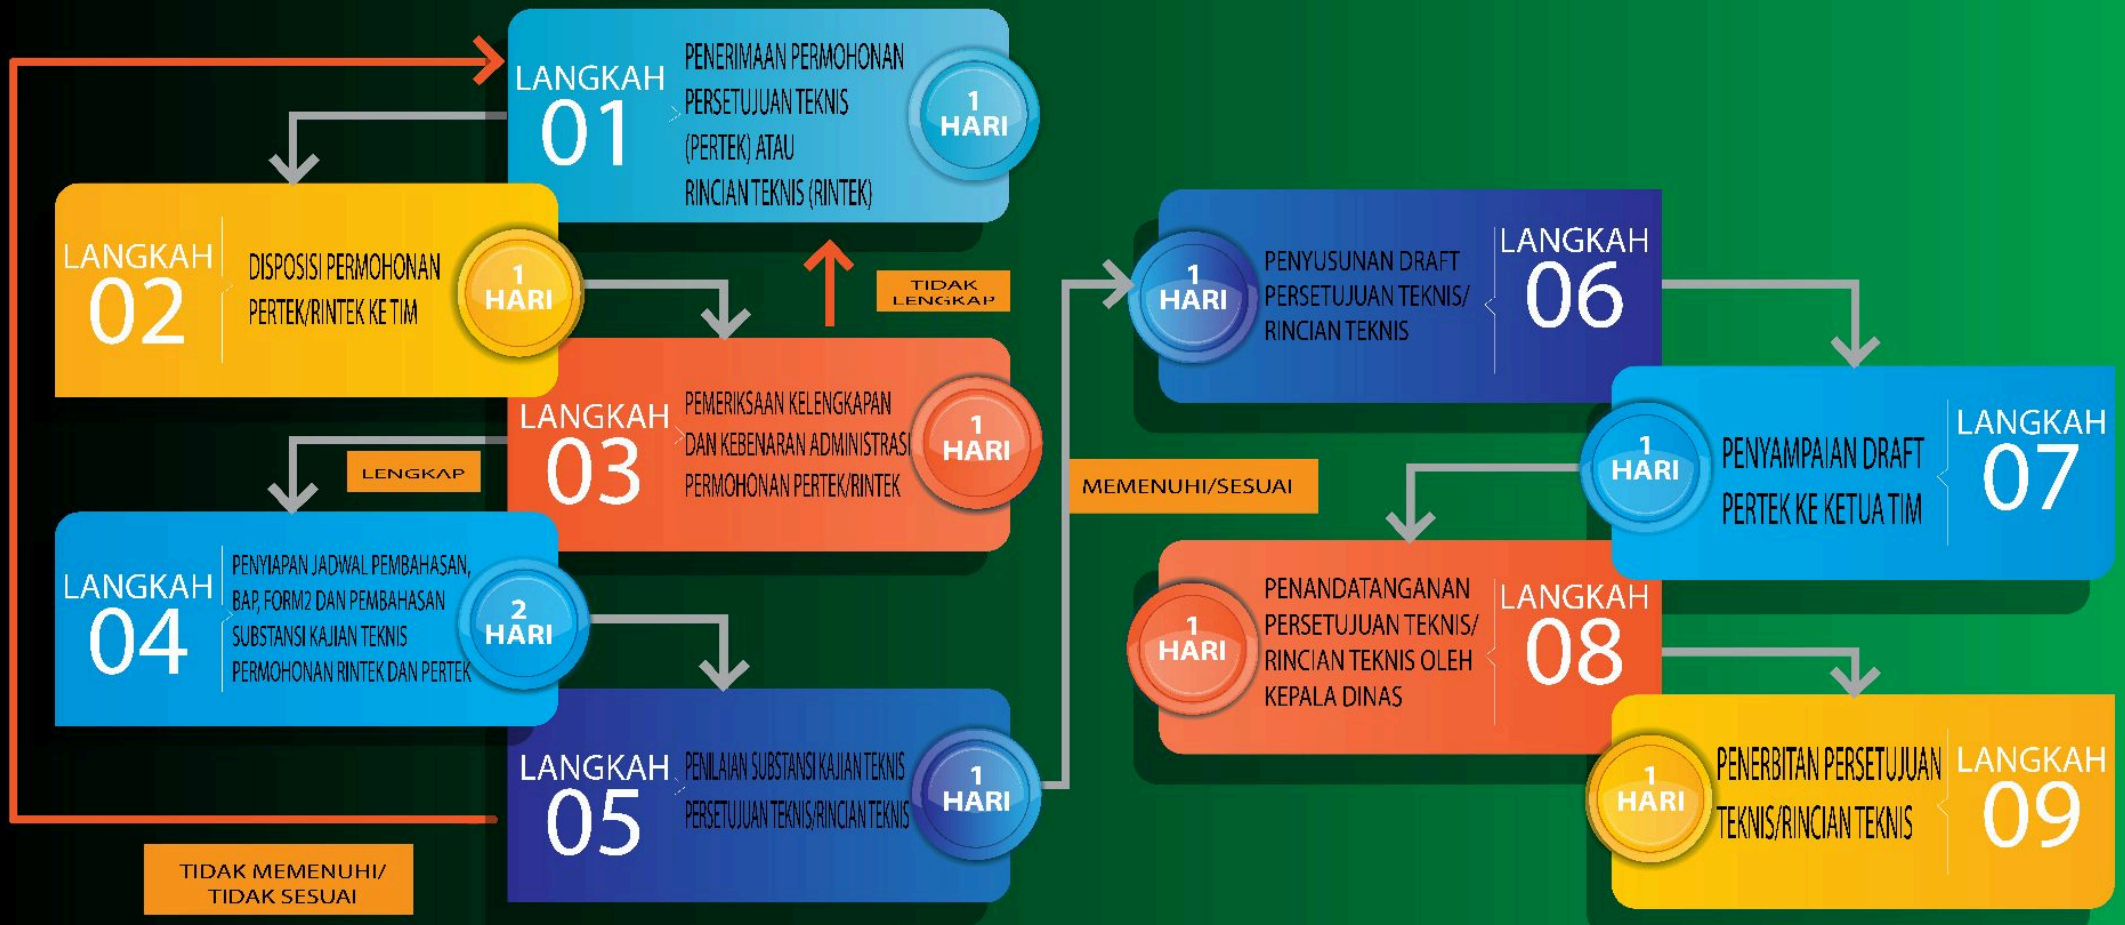 LANGKAH
01
PENERIMAAN PERMOHONAN
PERSETUJUAN TEKNIS
(PERTEK) ATAU
RINCIAN TEKNIS (RINTEK)
1
HARI
LANGKAH
02
DISPOSISI PERMOHONAN
PERTEK/RINTEK KE TIM
1
HARI
TIDAK
LENGKAP
LANGKAH
03
PEMERIKSAAN KELENGKAPAN
DAN KEBENARAN ADMINISTRASI
PERMOHONAN PERTEK/RINTEK
1
HARI
LENGKAP
LANGKAH
04
PENYIAPAN JADWAL PEMBAHASAN,
BAP, FORM2 DAN PEMBAHASAN
SUBSTANSI KAJIAN TEKNIS
PERMOHONAN RINTEK DAN PERTEK
2
HARI
LANGKAH
05
PENILAIAN SUBSTANSI KAJIAN TEKNIS
PERSETUJUAN TEKNIS/RINCIAN TEKNIS
1
HARI
TIDAK MEMENUHI/
TIDAK SESUAI
MEMENUHI/SESUAI
1
HARI
PENYUSUNAN DRAFT
PERSETUJUAN TEKNIS/
RINCIAN TEKNIS
LANGKAH
06
1
HARI
PENYAMPAIAN DRAFT
PERTEK KE KETUA TIM
LANGKAH
07
1
HARI
PENANDATANGANAN
PERSETUJUAN TEKNIS/
RINCIAN TEKNIS OLEH
KEPALA DINAS
LANGKAH
08
1
HARI
PENERBITAN PERSETUJUAN
TEKNIS/RINCIAN TEKNIS
LANGKAH
09